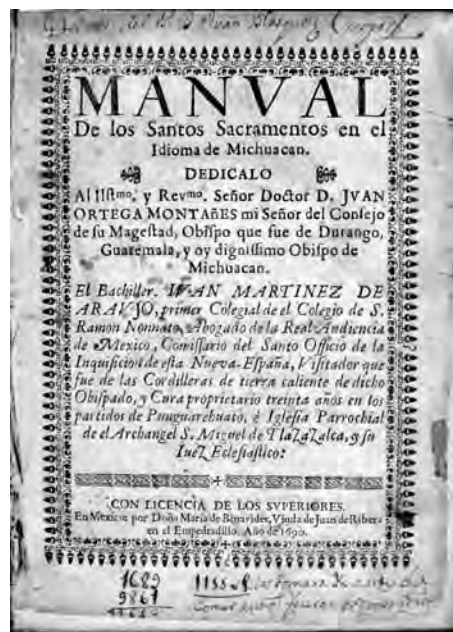 MANVAL
De los Santos Sacramentos en el
Idioma de Michuacan.
DEDICALO
Al Illmo. y Revmo. Señor Doctor D. JVAN
ORTEGA MONTAñES mi Señor del Consejo
de su Magestad, Obispo que fue de Durango,
Guatemala, y oy dignissimo Obispo de
Michuacan.
El Bachiller. IVAN MARTINEZ DE
ARAVJO, primer Colegial de el Colegio de S.
Ramon Nonnato, Abogado de la Real Audiencia
de Mexico, Comissario del Santo Officio de la
Inquisicion de esta Nueva-España, Visitador que
fue de las Cordilleras de tierra caliente de dicho
Obispado, y Cura proprietario treinta años en los
partidos de Punguarehuato, è Iglesia Parrochial
de el Archangel S. Miguel de TlaZaZalca, y su
IueZ Eclesiastico:
CON LICENCIA DE LOS SVPERIORES.
En Mexico por Doña Maria de Benavides, Viuda de Juan de Ribera
en el Empedradillo. Año de 1690.
1689
9861